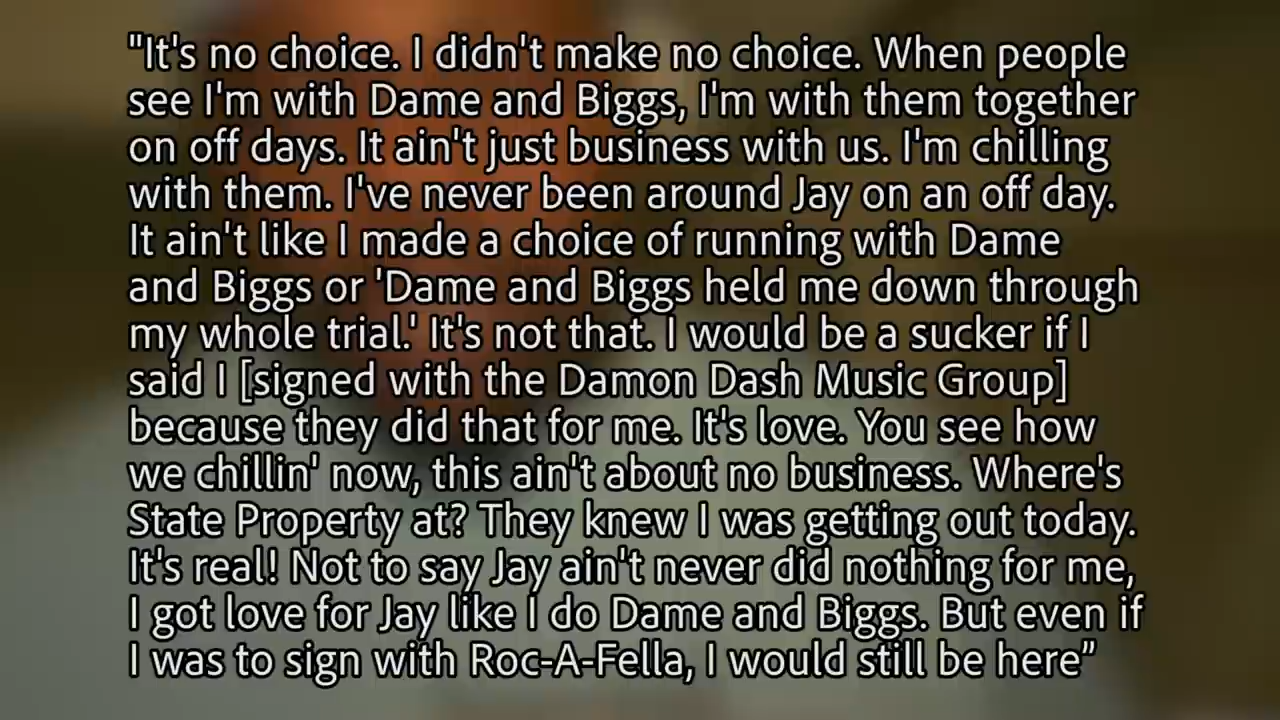 "It's no choice. I didn't make no choice. When people
see I'm with Dame and Biggs, I'm with them together
on off days. It ain't just business with us. I'm chilling
with them. I've never been around Jay on an off day.
It ain't like I made a choice of running with Dame
and Biggs or 'Dame and Biggs held me down through
my whole trial.' It's not that. I would be a sucker if I
said I [signed with the Damon Dash Music Group]
because they did that for me. It's love. You see how
we chillin' now, this ain't about no business. Where's
State Property at? They knew I was getting out today.
It's real! Not to say Jay ain't never did nothing for me,
I got love for Jay like I do Dame and Biggs. But even if
I was to sign with Roc-A-Fella, I would still be here”